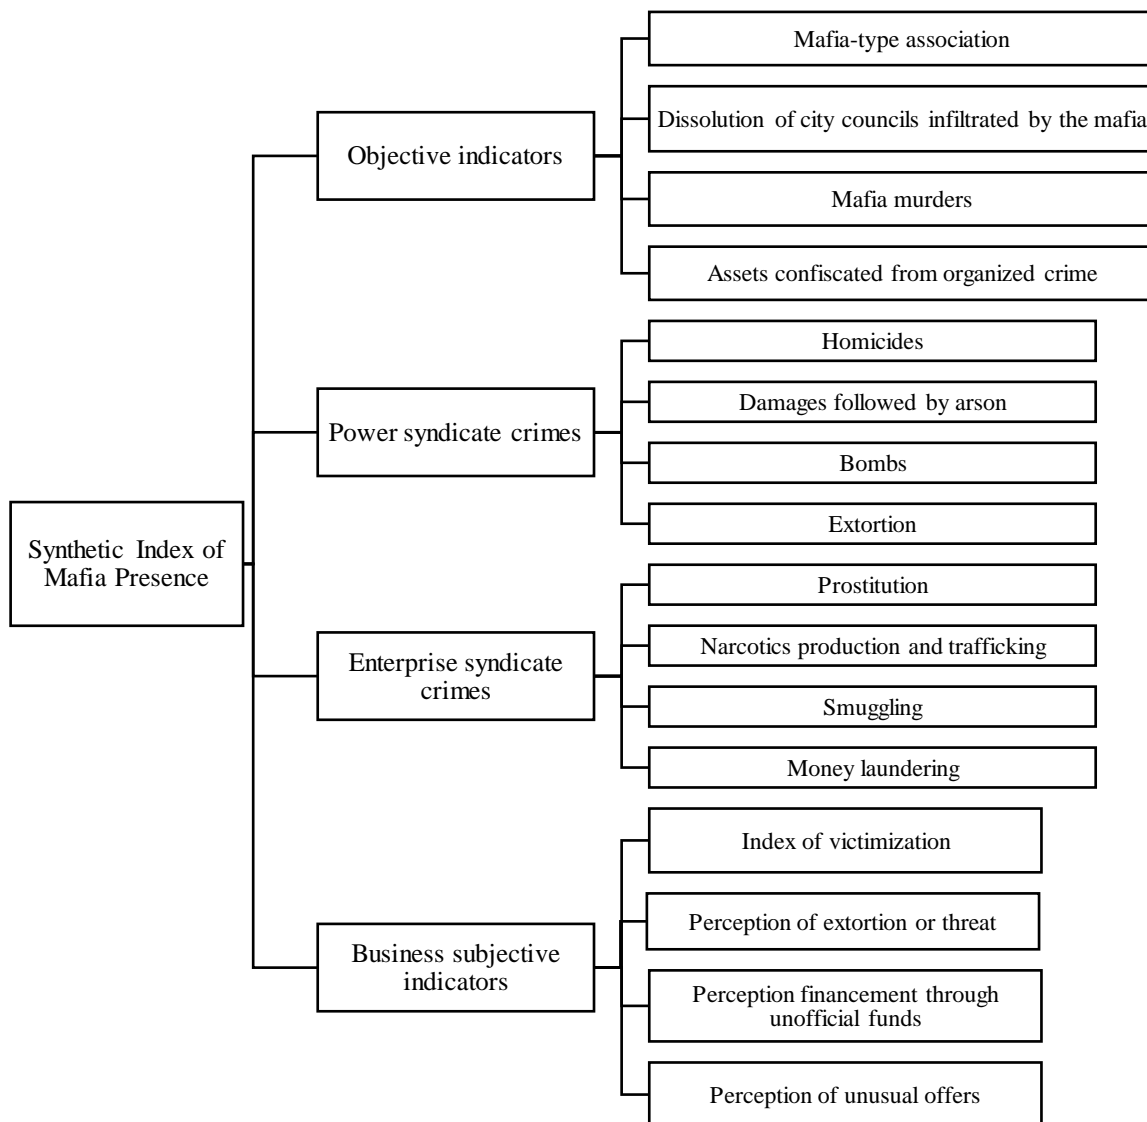 Mafia-type association
Dissolution of city councils infiltrated by the mafia
Objective indicators
Mafia murders
Assets confiscated from organized crime
Homicides
Damages followed by arson
Power syndicate crimes
Bombs
Extortion
Synthetic Index of
Mafia Presence
Prostitution
Narcotics production and trafficking
Enterprise syndicate
crimes
Smuggling
Money laundering
Index of victimization
Perception of extortion or threat
Business subjective
indicators
Perception financement through
unofficial funds
Perception of unusual offers